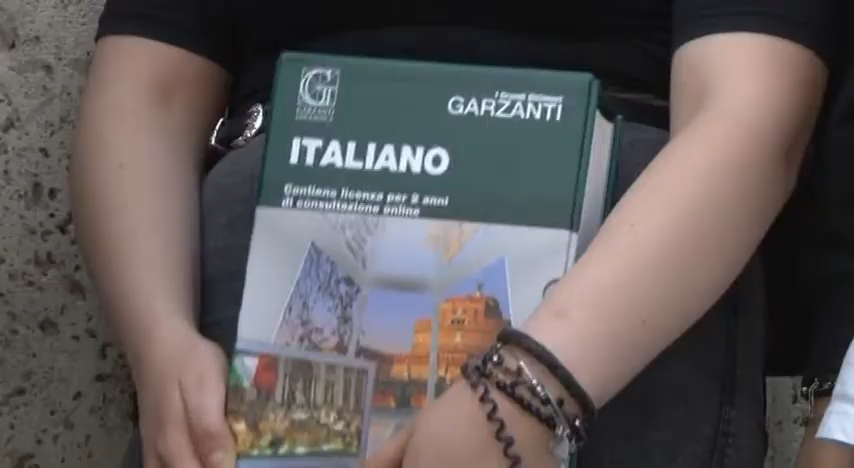 I Grandi Dizionari
GARZANTI
ITALIANO
Contiene licenza per 2 anni
di consultazione online